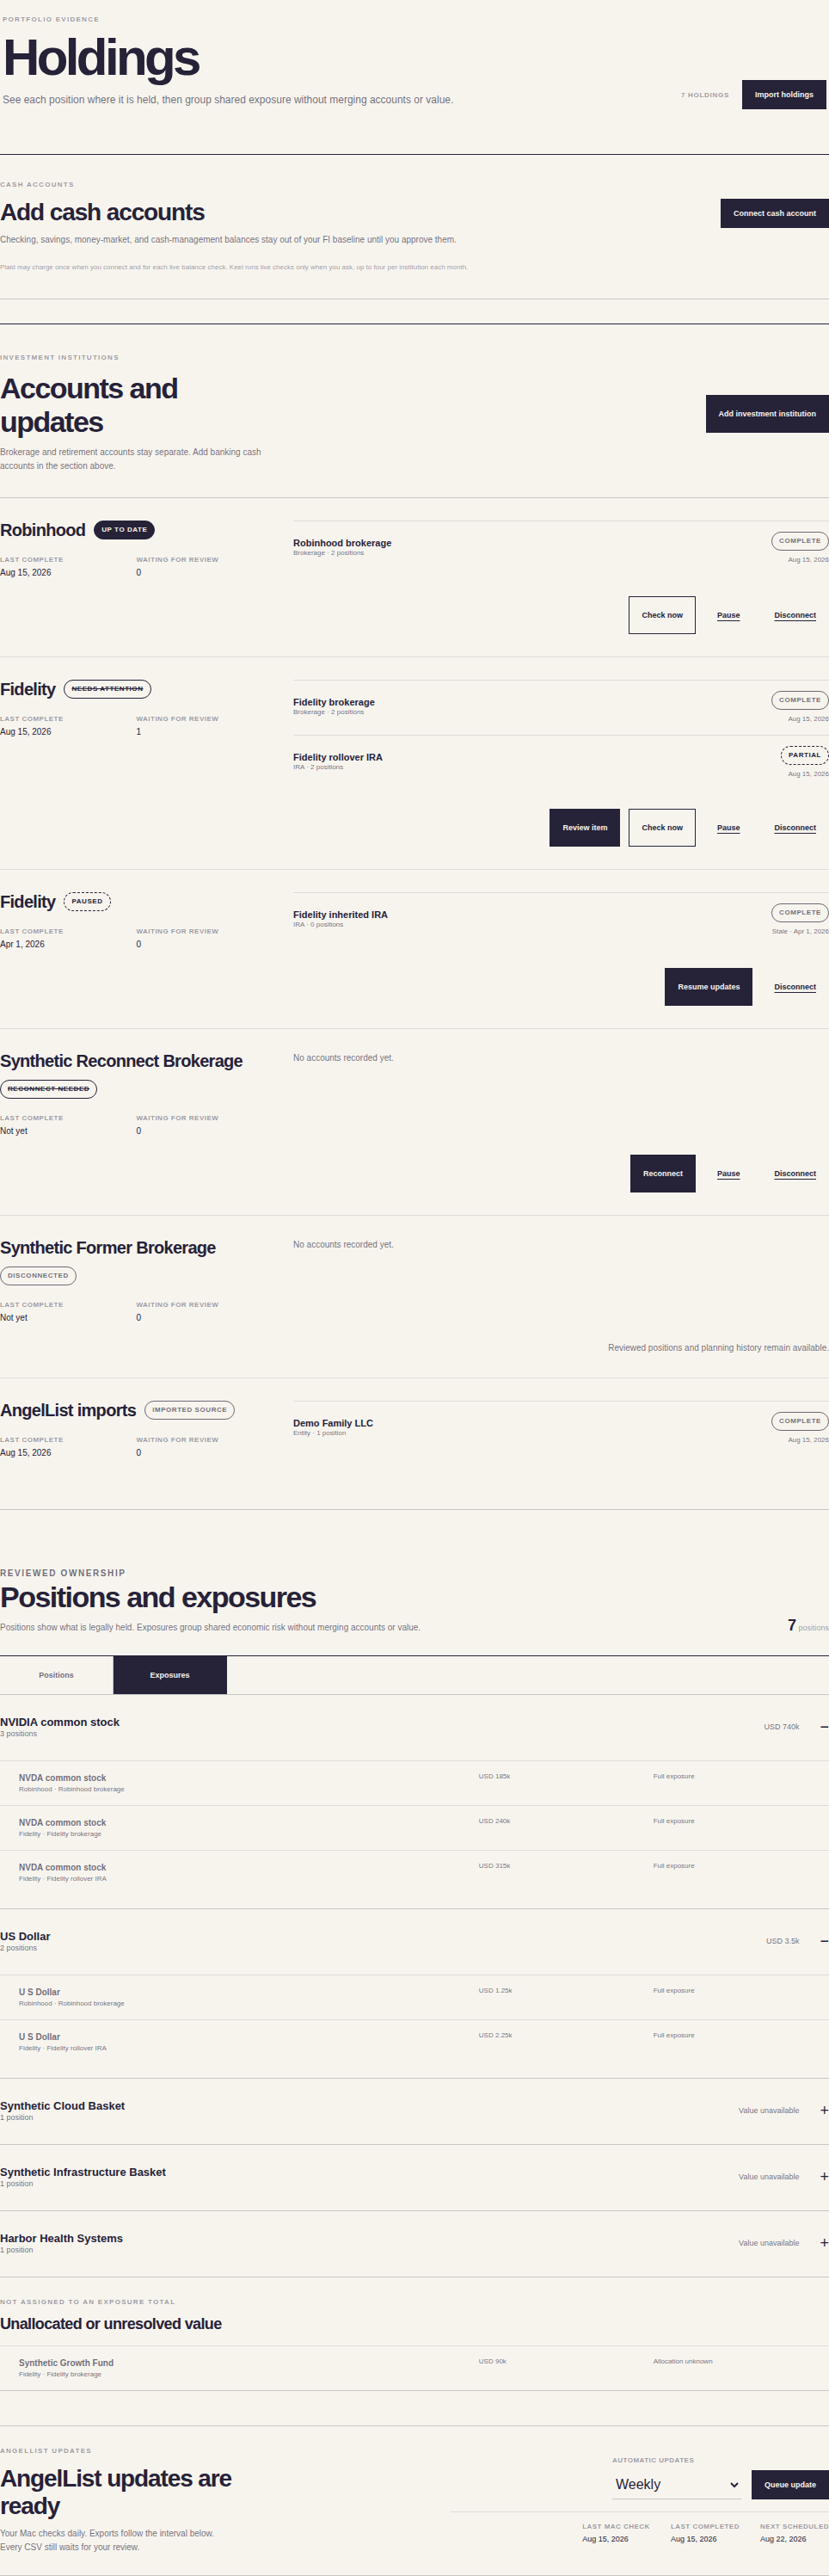 PORTFOLIO EVIDENCE
Holdings
See each position where it is held, then group shared exposure without merging accounts or value.
7 HOLDINGS
Import holdings
CASH ACCOUNTS
Add cash accounts
Connect cash account
Checking, savings, money-market, and cash-management balances stay out of your FI baseline until you approve them.
Plaid may charge once when you connect and for each live balance check. Keel runs live checks only when you ask, up to four per institution each month.
INVESTMENT INSTITUTIONS
Accounts and
updates
Add investment institution
Brokerage and retirement accounts stay separate. Add banking cash
accounts in the section above.
Robinhood UP TO DATE
LAST COMPLETE WAITING FOR REVIEW
Aug 15, 2026 0
Robinhood brokerage
Brokerage · 2 positions
COMPLETE
Aug 15, 2026
Check now Pause Disconnect
Fidelity NEEDS ATTENTION
LAST COMPLETE WAITING FOR REVIEW
Aug 15, 2026 1
Fidelity brokerage
Brokerage · 2 positions
COMPLETE
Aug 15, 2026
Fidelity rollover IRA
IRA · 2 positions
PARTIAL
Aug 15, 2026
Review item Check now Pause Disconnect
Fidelity PAUSED
LAST COMPLETE WAITING FOR REVIEW
Apr 1, 2026 0
Fidelity inherited IRA
IRA · 0 positions
COMPLETE
Stale · Apr 1, 2026
Resume updates Disconnect
Synthetic Reconnect Brokerage
RECONNECT NEEDED
LAST COMPLETE WAITING FOR REVIEW
Not yet 0
No accounts recorded yet.
Reconnect Pause Disconnect
Synthetic Former Brokerage
DISCONNECTED
LAST COMPLETE WAITING FOR REVIEW
Not yet 0
No accounts recorded yet.
Reviewed positions and planning history remain available.
AngelList imports IMPORTED SOURCE
LAST COMPLETE WAITING FOR REVIEW
Aug 15, 2026 0
Demo Family LLC
Entity · 1 position
COMPLETE
Aug 15, 2026
REVIEWED OWNERSHIP
Positions and exposures
Positions show what is legally held. Exposures group shared economic risk without merging accounts or value.
7 positions
Positions Exposures
NVIDIA common stock
3 positions
USD 740k −
NVDA common stock
Robinhood · Robinhood brokerage
USD 185k Full exposure
NVDA common stock
Fidelity · Fidelity brokerage
USD 240k Full exposure
NVDA common stock
Fidelity · Fidelity rollover IRA
USD 315k Full exposure
US Dollar
2 positions
USD 3.5k −
U S Dollar
Robinhood · Robinhood brokerage
USD 1.25k Full exposure
U S Dollar
Fidelity · Fidelity rollover IRA
USD 2.25k Full exposure
Synthetic Cloud Basket
1 position
Value unavailable +
Synthetic Infrastructure Basket
1 position
Value unavailable +
Harbor Health Systems
1 position
Value unavailable +
NOT ASSIGNED TO AN EXPOSURE TOTAL
Unallocated or unresolved value
Synthetic Growth Fund
Fidelity · Fidelity brokerage
USD 90k Allocation unknown
ANGELLIST UPDATES
AngelList updates are
ready
Your Mac checks daily. Exports follow the interval below.
Every CSV still waits for your review.
AUTOMATIC UPDATES
Weekly Queue update
LAST MAC CHECK LAST COMPLETED NEXT SCHEDULED
Aug 15, 2026 Aug 15, 2026 Aug 22, 2026